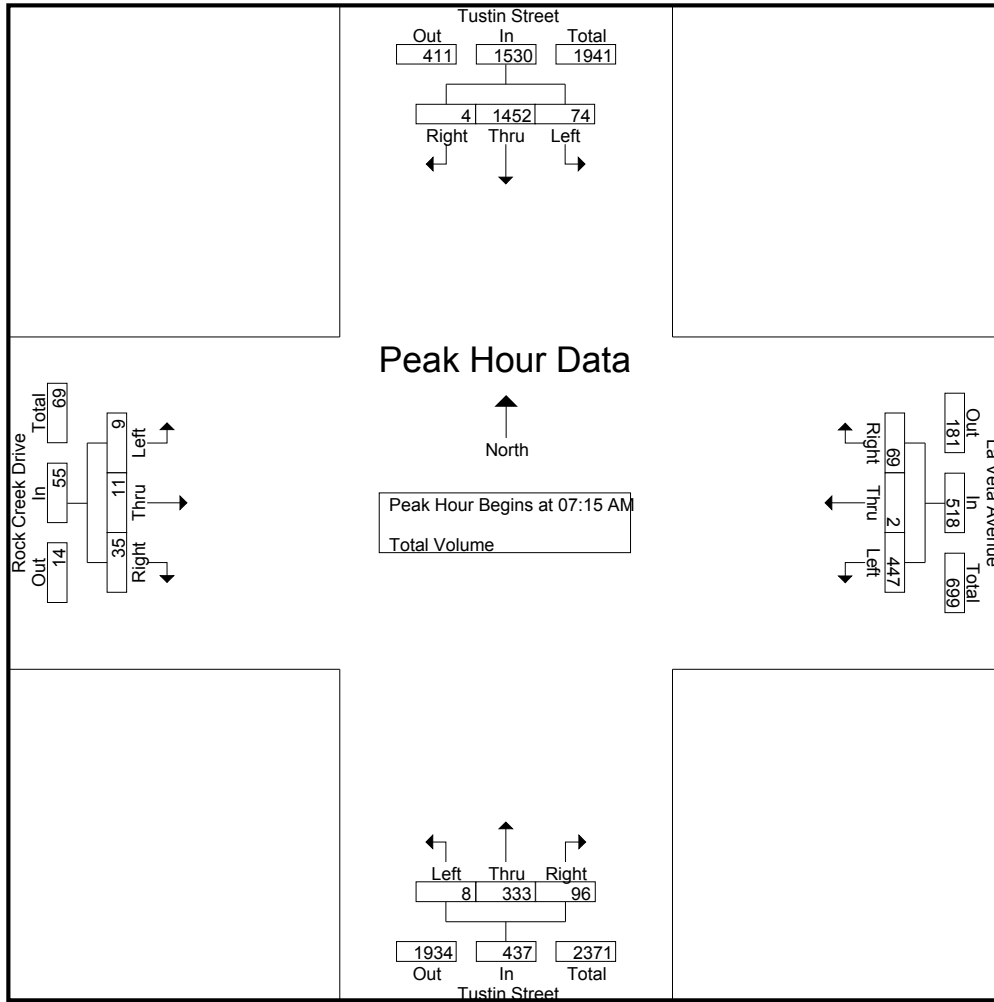 Tustin Street
Out In Total
411 1530 1941
4 1452 74
Right Thru Left
Peak Hour Data
North
Peak Hour Begins at 07:15 AM
Total Volume
Rock Creek Drive
Out In Total
14 55 69
9 11 35
Left Thru Right
La Veta Avenue
Out In Total
181 518 699
69 2 447
Right Thru Left
Left Thru Right
8 333 96
1934 437 2371
Out In Total
Tustin Street